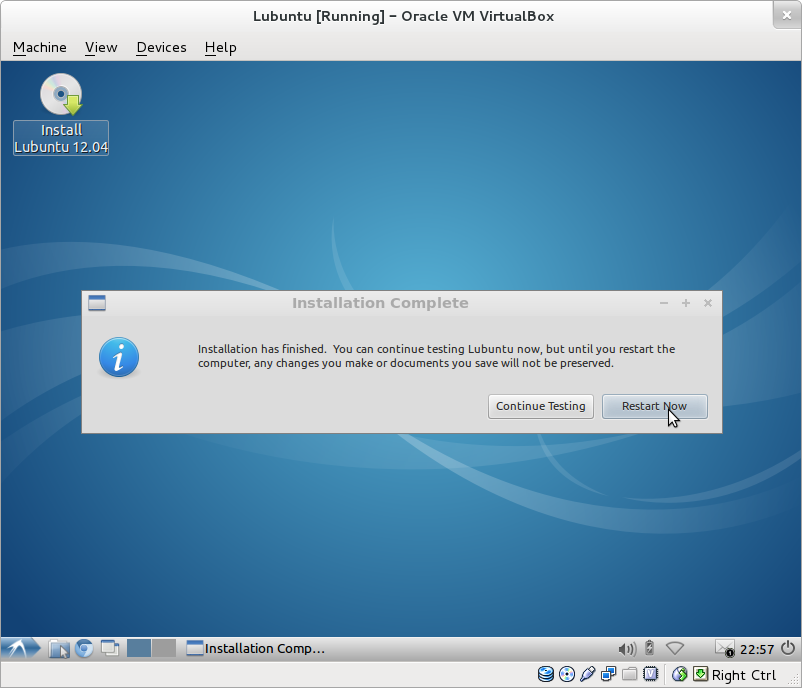 Lubuntu [Running] – Oracle VM VirtualBox
Machine View Devices Help
Install
Lubuntu 12.04
Installation Complete
Installation has finished.  You can continue testing Lubuntu now, but until you restart the
computer, any changes you make or documents you save will not be preserved.
Continue Testing Restart Now
Installation Comp... 22:57
Right Ctrl